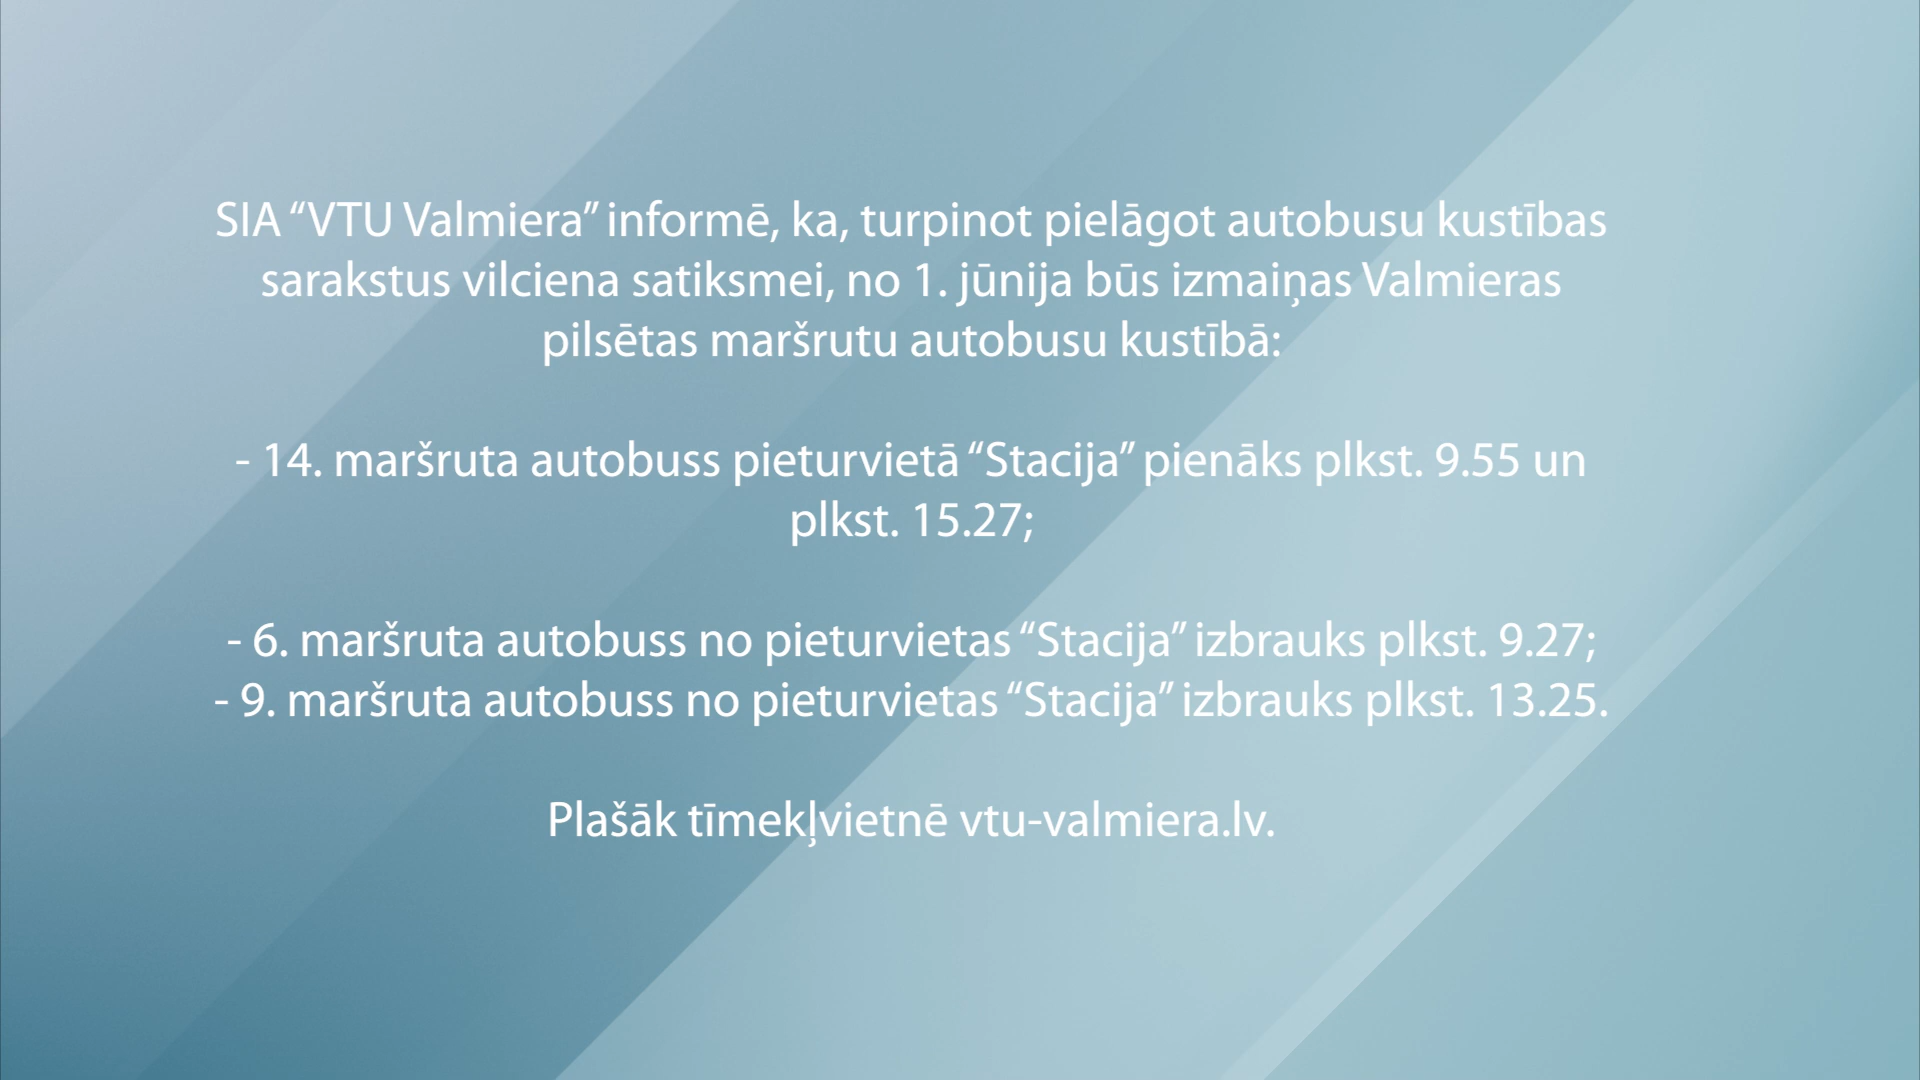 SIA “VTU Valmiera” informē, ka, turpinot pielāgot autobusu kustības
sarakstus vilciena satiksmei, no 1. jūnija būs izmaiņas Valmieras
pilsētas maršrutu autobusu kustībā:
- 14. maršruta autobuss pieturvietā “Stacija” pienāks plkst. 9.55 un
plkst. 15.27;
- 6. maršruta autobuss no pieturvietas “Stacija” izbrauks plkst. 9.27;
- 9. maršruta autobuss no pieturvietas “Stacija” izbrauks plkst. 13.25.
Plašāk tīmekļvietnē vtu-valmiera.lv.